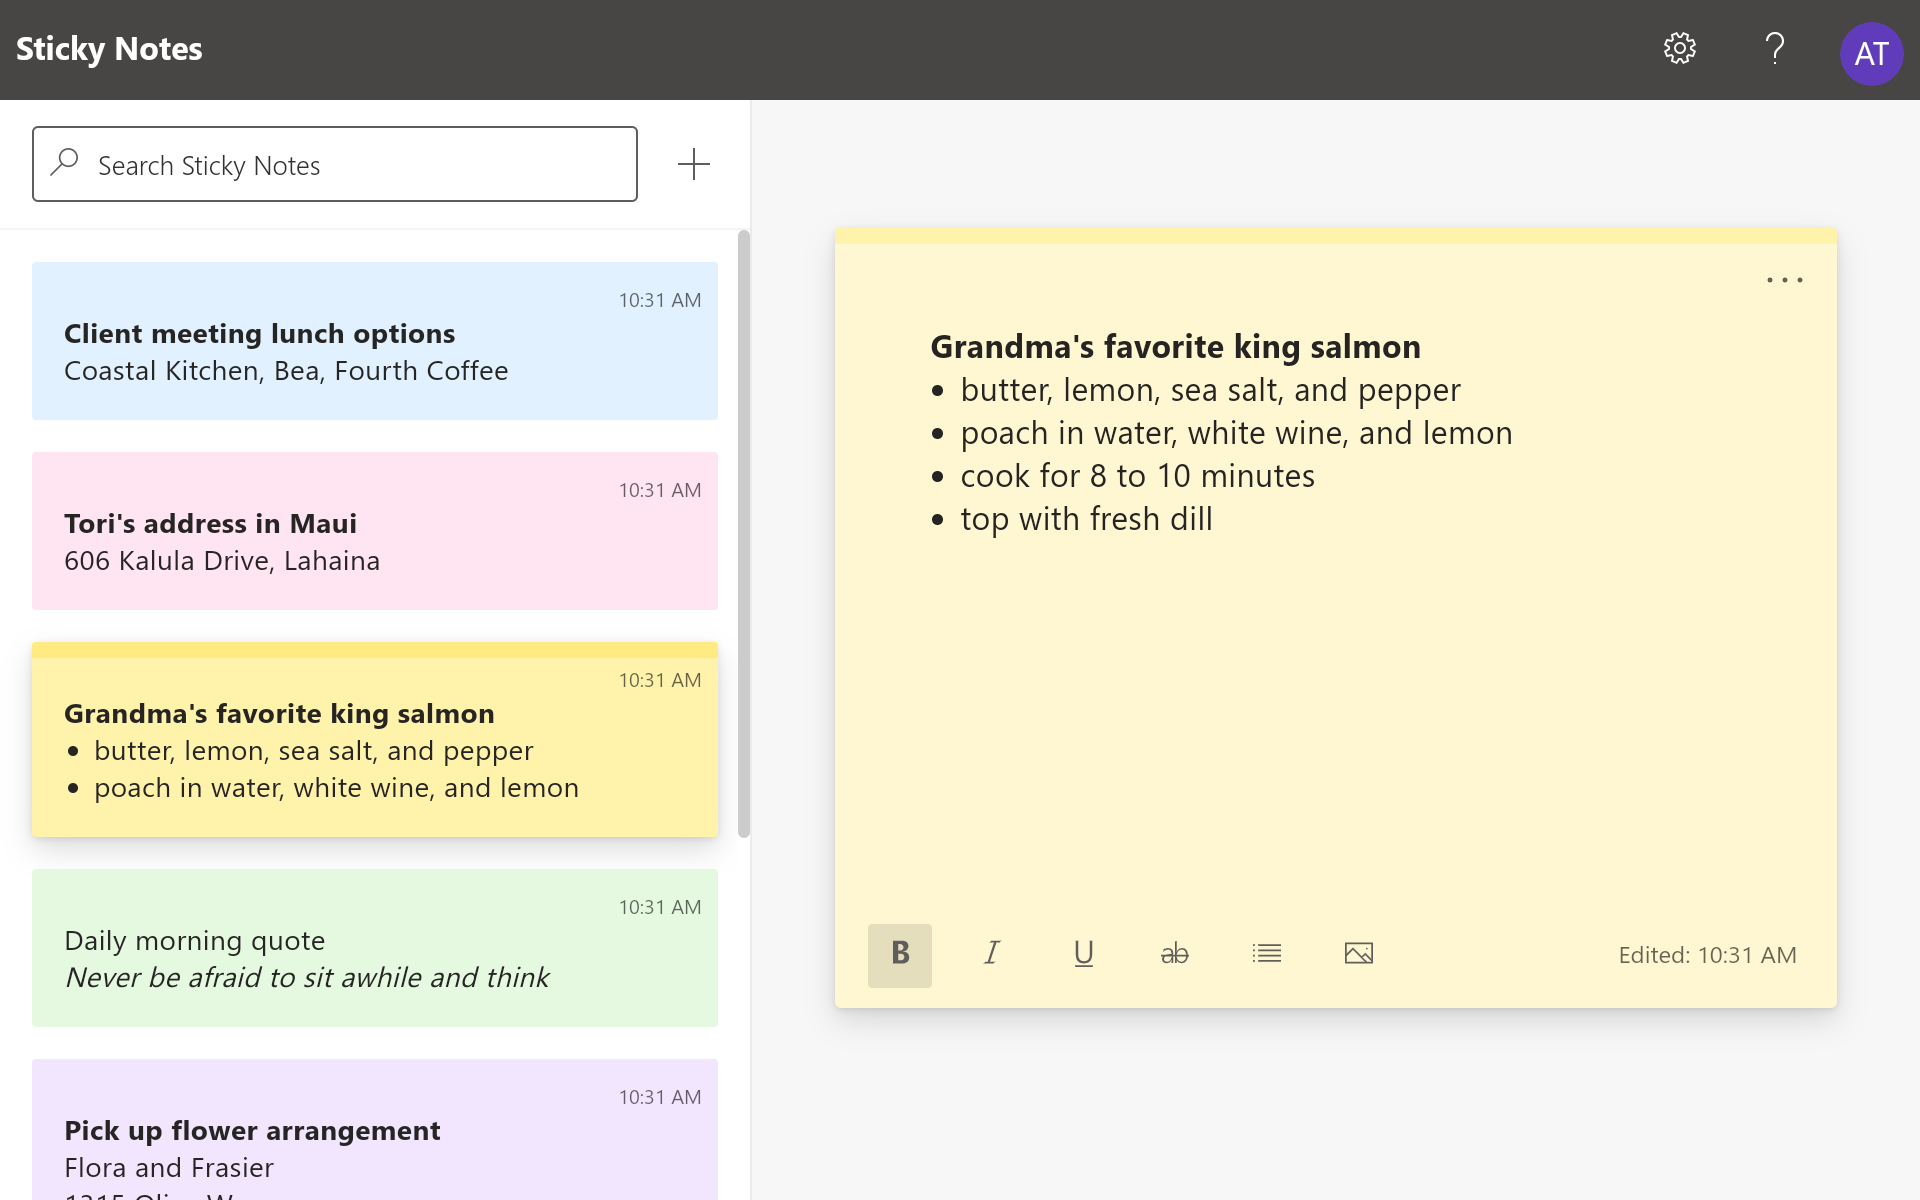 Sticky Notes
AT
Search Sticky Notes
10:31 AM
Client meeting lunch options
Coastal Kitchen, Bea, Fourth Coffee
10:31 AM
Tori's address in Maui
606 Kalula Drive, Lahaina
10:31 AM
Grandma's favorite king salmon
• butter, lemon, sea salt, and pepper
• poach in water, white wine, and lemon
10:31 AM
Daily morning quote
Never be afraid to sit awhile and think
10:31 AM
Pick up flower arrangement
Flora and Frasier
Grandma's favorite king salmon
• butter, lemon, sea salt, and pepper
• poach in water, white wine, and lemon
• cook for 8 to 10 minutes
• top with fresh dill
B I U ab
Edited: 10:31 AM